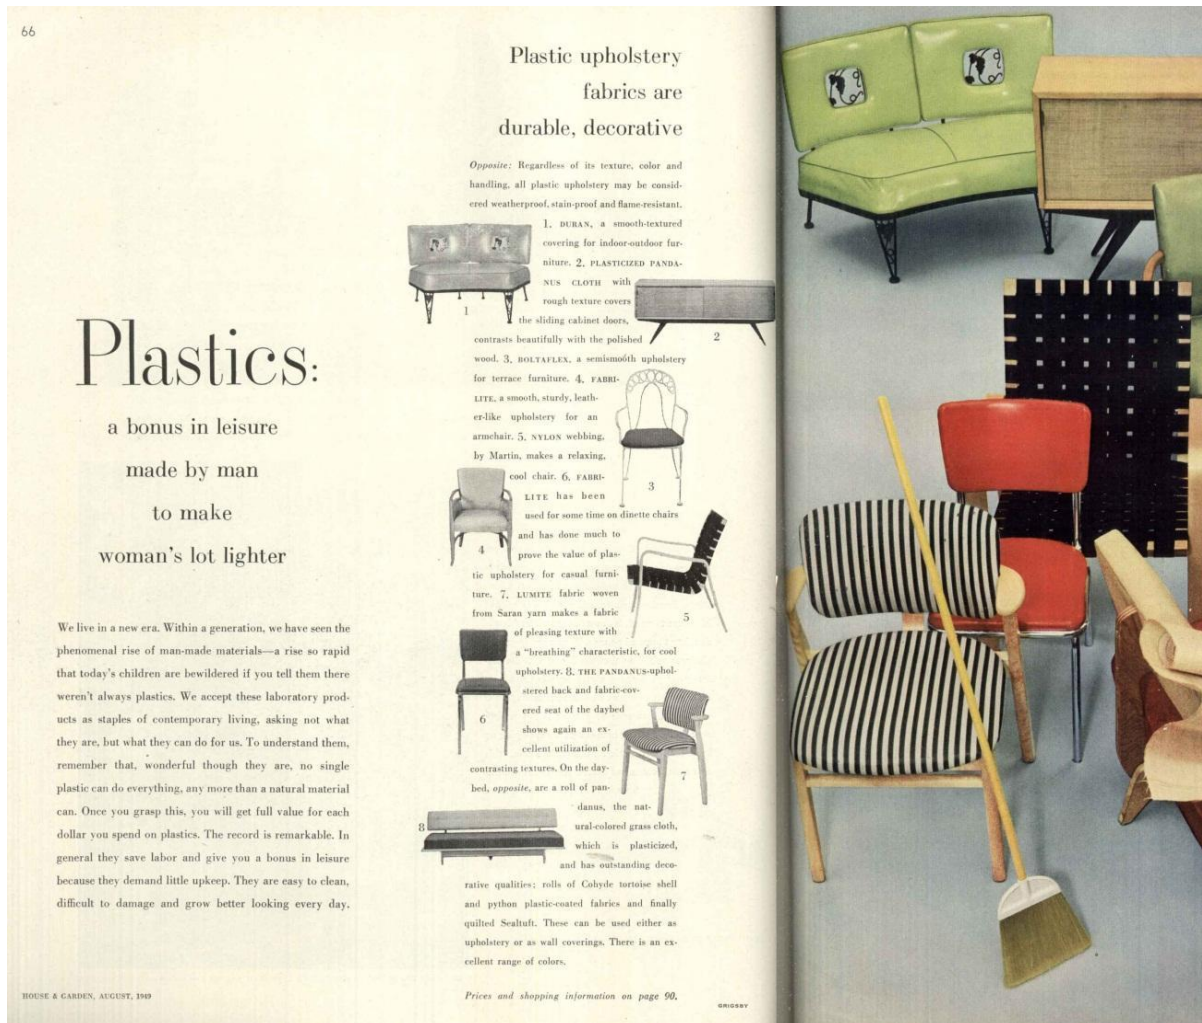 66
Plastics:
a bonus in leisure
made by man
to make
woman's lot lighter
We live in a new era. Within a generation, we have seen the
phenomenal rise of man-made materials—a rise so rapid
that today's children are bewildered if you tell them there
weren't always plastics. We accept these laboratory prod-
ucts as staples of contemporary living, asking not what
they are, but what they can do for us. To understand them,
remember that, wonderful though they are, no single
plastic can do everything, any more than a natural material
can. Once you grasp this, you will get full value for each
dollar you spend on plastics. The record is remarkable. In
general they save labor and give you a bonus in leisure
because they demand little upkeep. They are easy to clean,
difficult to damage and grow better looking every day.
HOUSE & GARDEN, AUGUST, 1949
Plastic upholstery
fabrics are
durable, decorative
Opposite: Regardless of its texture, color and
handling, all plastic upholstery may be consid-
ered weatherproof, stain-proof and flame-resistant.
1. DURAN, a smooth-textured
covering for indoor-outdoor fur-
niture. 2. PLASTICIZED PANDA-
NUS CLOTH with
rough texture covers
the sliding cabinet doors,
contrasts beautifully with the polished
wood. 3. BOLTAFLEX, a semismooth upholstery
for terrace furniture. 4. FABRI-
LITE, a smooth, sturdy, leath-
er-like upholstery for an
armchair. 5. NYLON webbing,
by Martin, makes a relaxing,
cool chair. 6. FABRI-
LITE has been
used for some time on dinette chairs
and has done much to
prove the value of plas-
tic upholstery for casual furni-
ture. 7. LUMITE fabric woven
from Saran yarn makes a fabric
of pleasing texture with
a "breathing" characteristic, for cool
upholstery. 8. THE PANDANUS-uphol-
stered back and fabric-cov-
ered seat of the daybed
shows again an ex-
cellent utilization of
contrasting textures. On the day-
bed, opposite, are a roll of pan-
danus, the nat-
ural-colored grass cloth,
which is plasticized,
and has outstanding deco-
rative qualities; rolls of Cohyde tortoise shell
and python plastic-coated fabrics and finally
quilted Sealtuft. These can be used either as
upholstery or as wall coverings. There is an ex-
cellent range of colors.
Prices and shopping information on page 90.
GRIGSBY
1
2
3
4
5
6
7
8